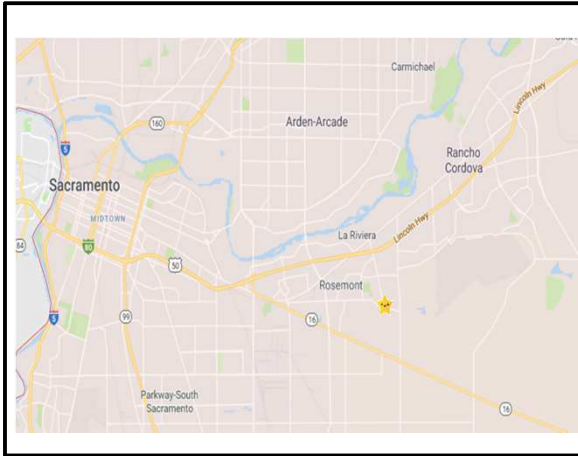 Carmichael
Lincoln Hwy
160
Arden-Arcade
5
Rancho
Cordova
Sacramento
MIDTOWN
La Riviera
Lincoln Hwy
84
80
50
Rosemont
5
99
16
Parkway-South
Sacramento
16